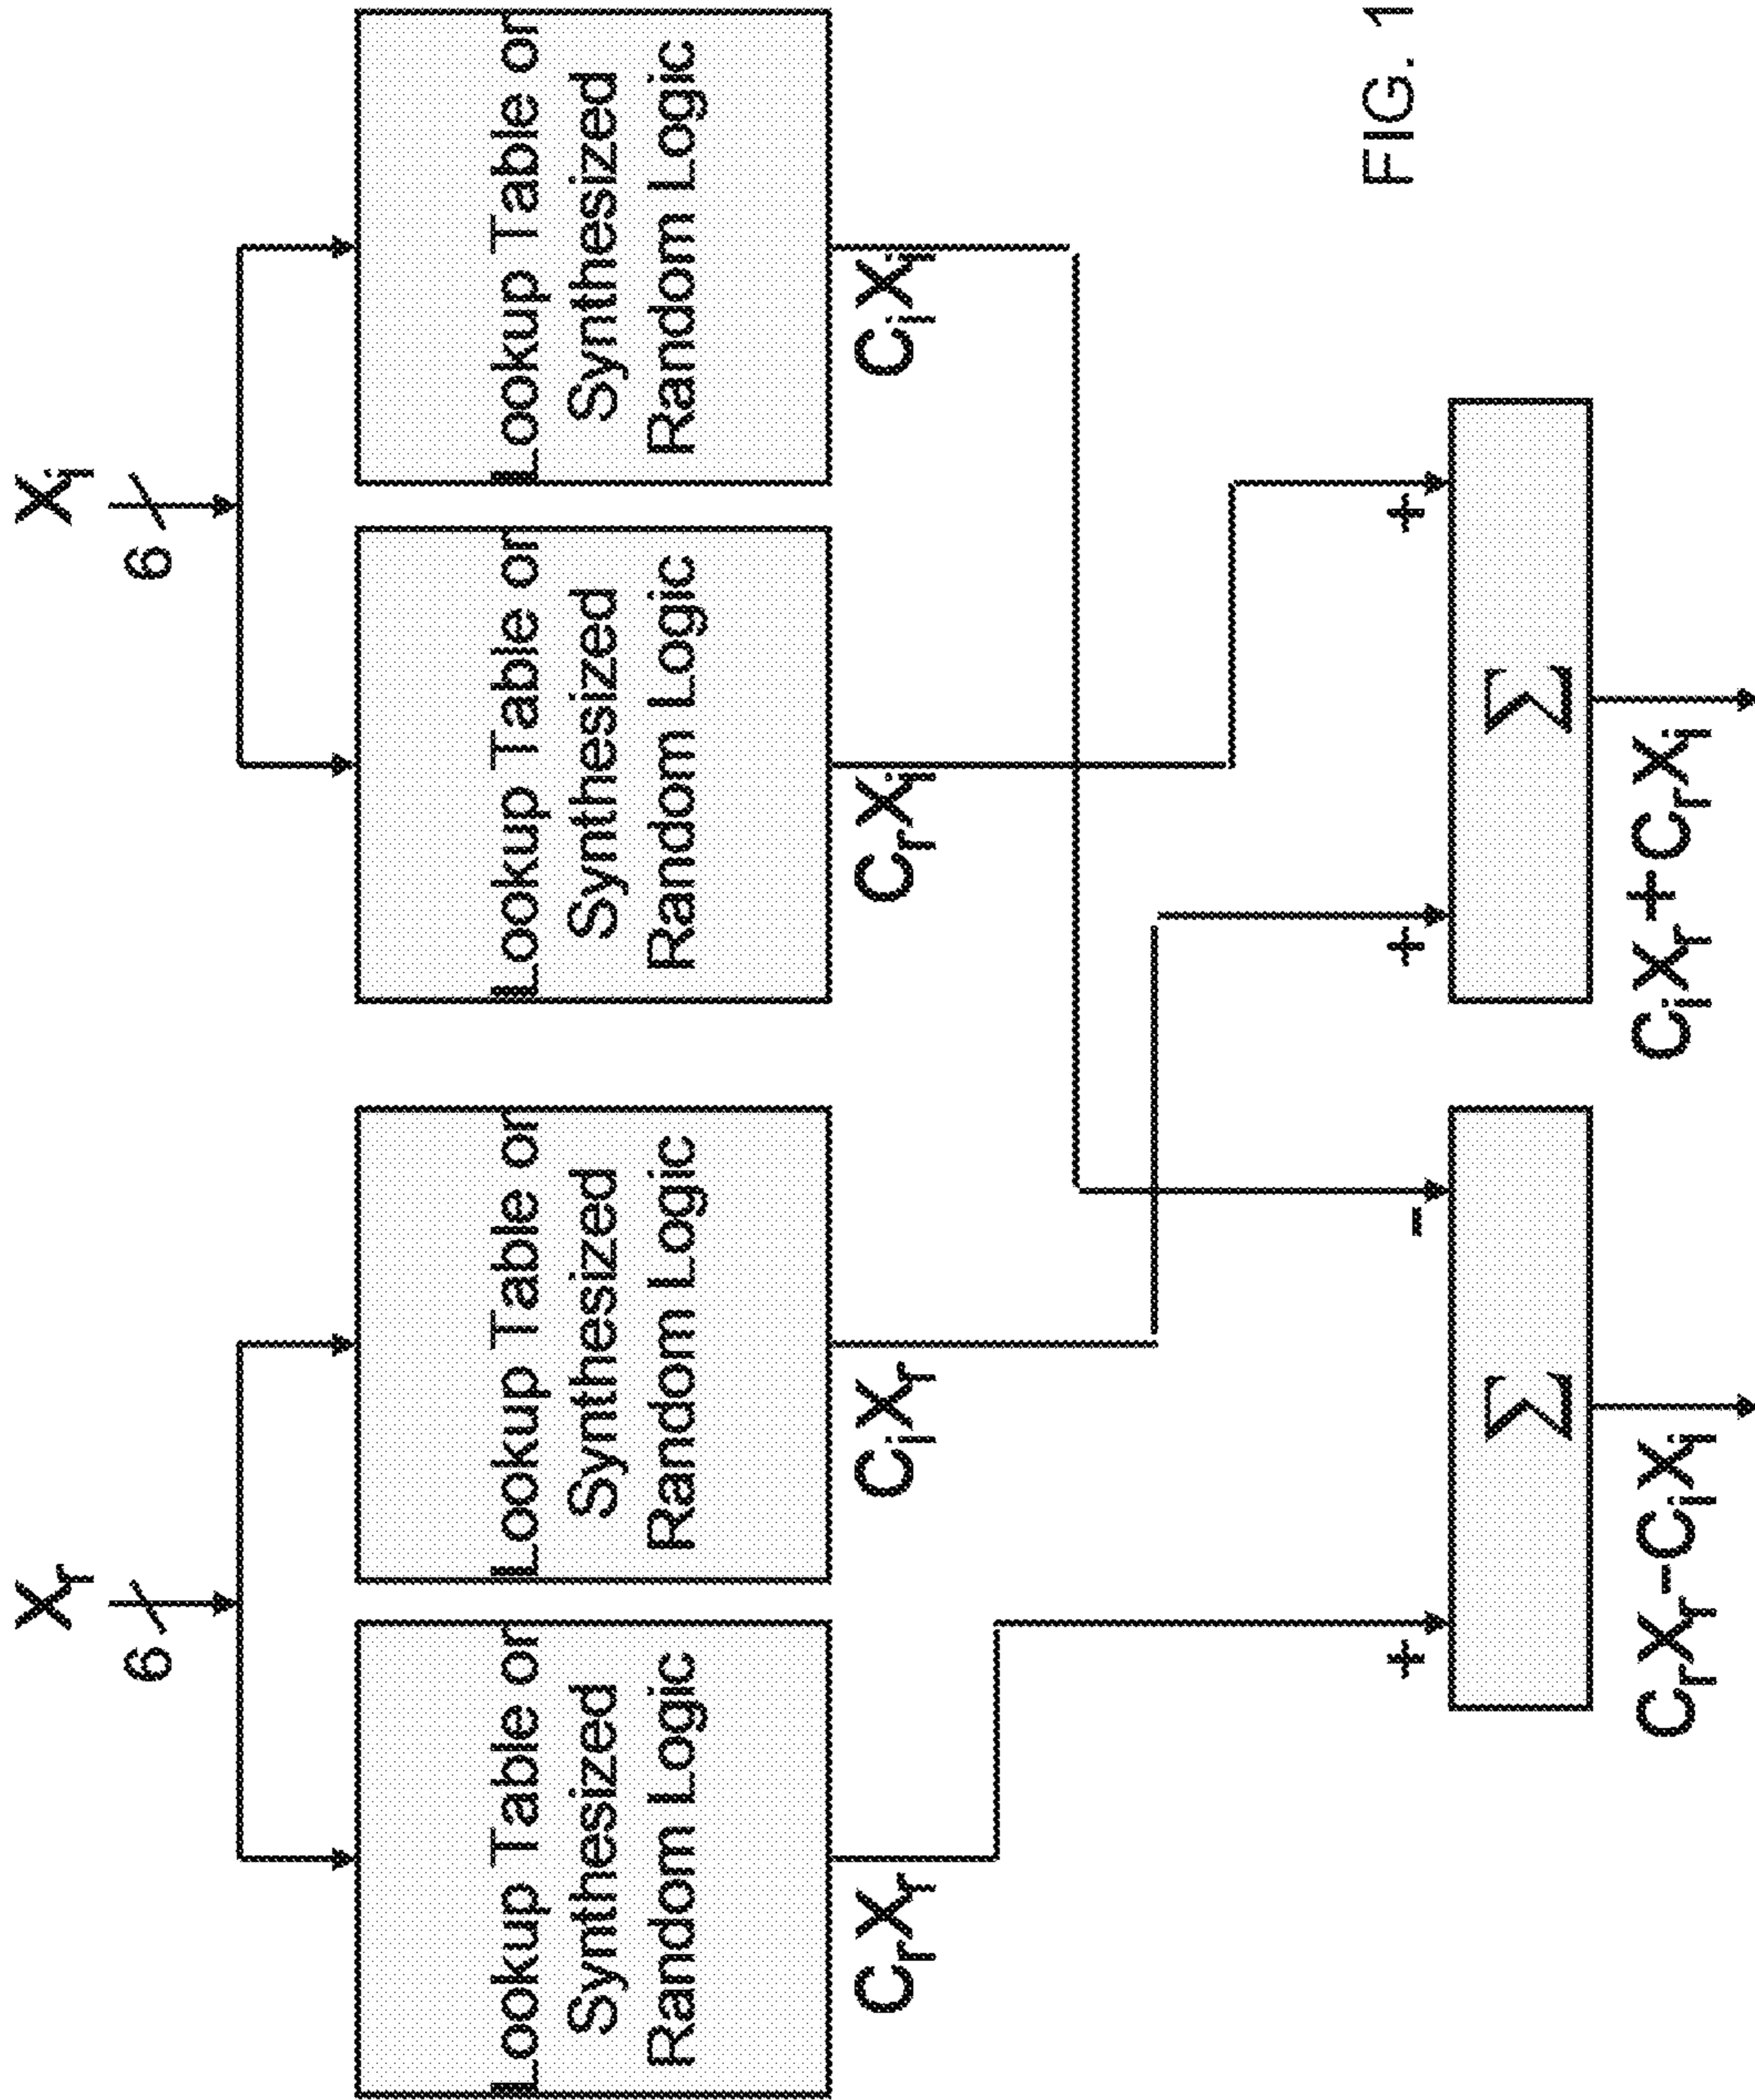 Xᵣ
6
Xᵢ
6
Lookup Table or
Synthesized
Random Logic
Lookup Table or
Synthesized
Random Logic
Lookup Table or
Synthesized
Random Logic
Lookup Table or
Synthesized
Random Logic
CᵣXᵣ
CᵢXᵣ
CᵣXᵢ
CᵢXᵢ
+
-
+
+
Σ
Σ
CᵣXᵣ-CᵢXᵢ
CᵢXᵣ+CᵣXᵢ
FIG. 1